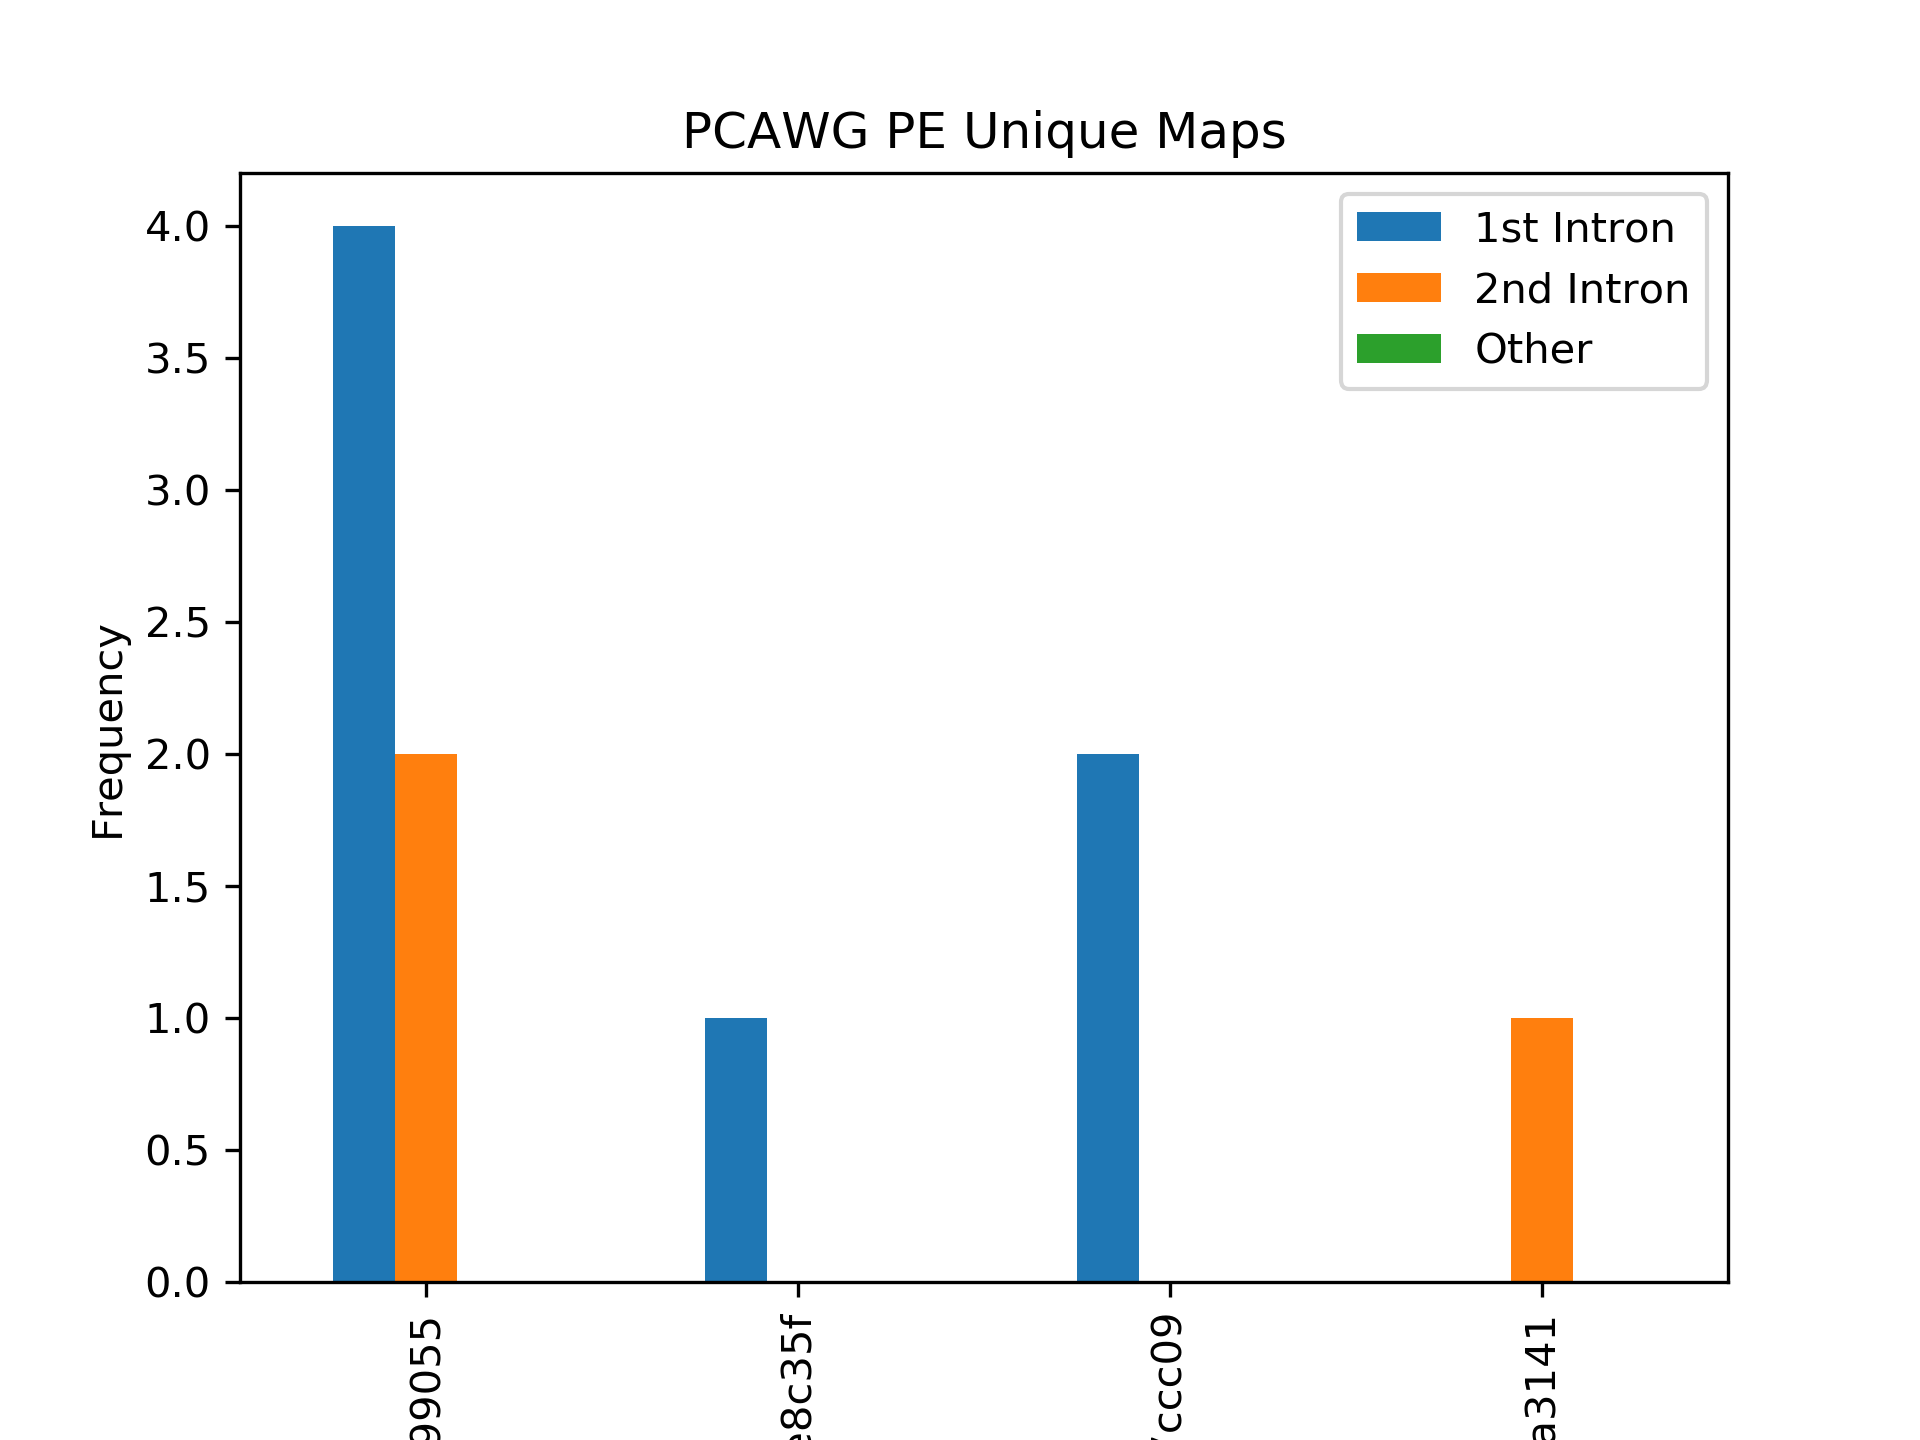 PCAWG PE Unique Maps
4.0
3.5
3.0
2.5
2.0
1.5
1.0
0.5
0.0
Frequency
1st Intron
2nd Intron
Other
99055
e8c35f
7ccc09
a3141